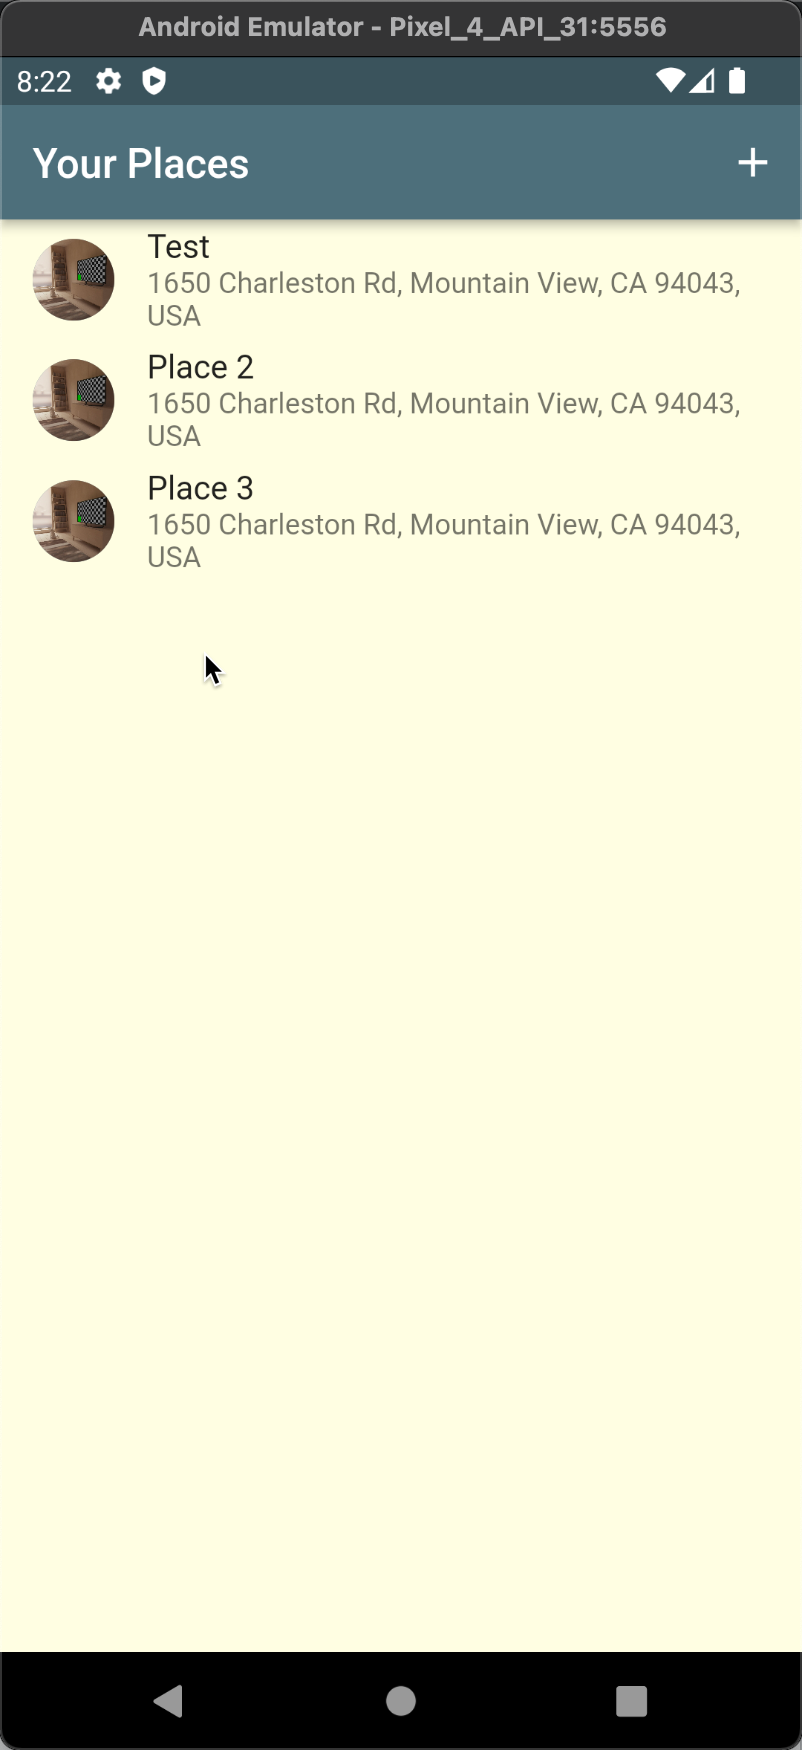 Android Emulator - Pixel_4_API_31:5556
8:22
Your Places
Test
1650 Charleston Rd, Mountain View, CA 94043,
USA
Place 2
1650 Charleston Rd, Mountain View, CA 94043,
USA
Place 3
1650 Charleston Rd, Mountain View, CA 94043,
USA